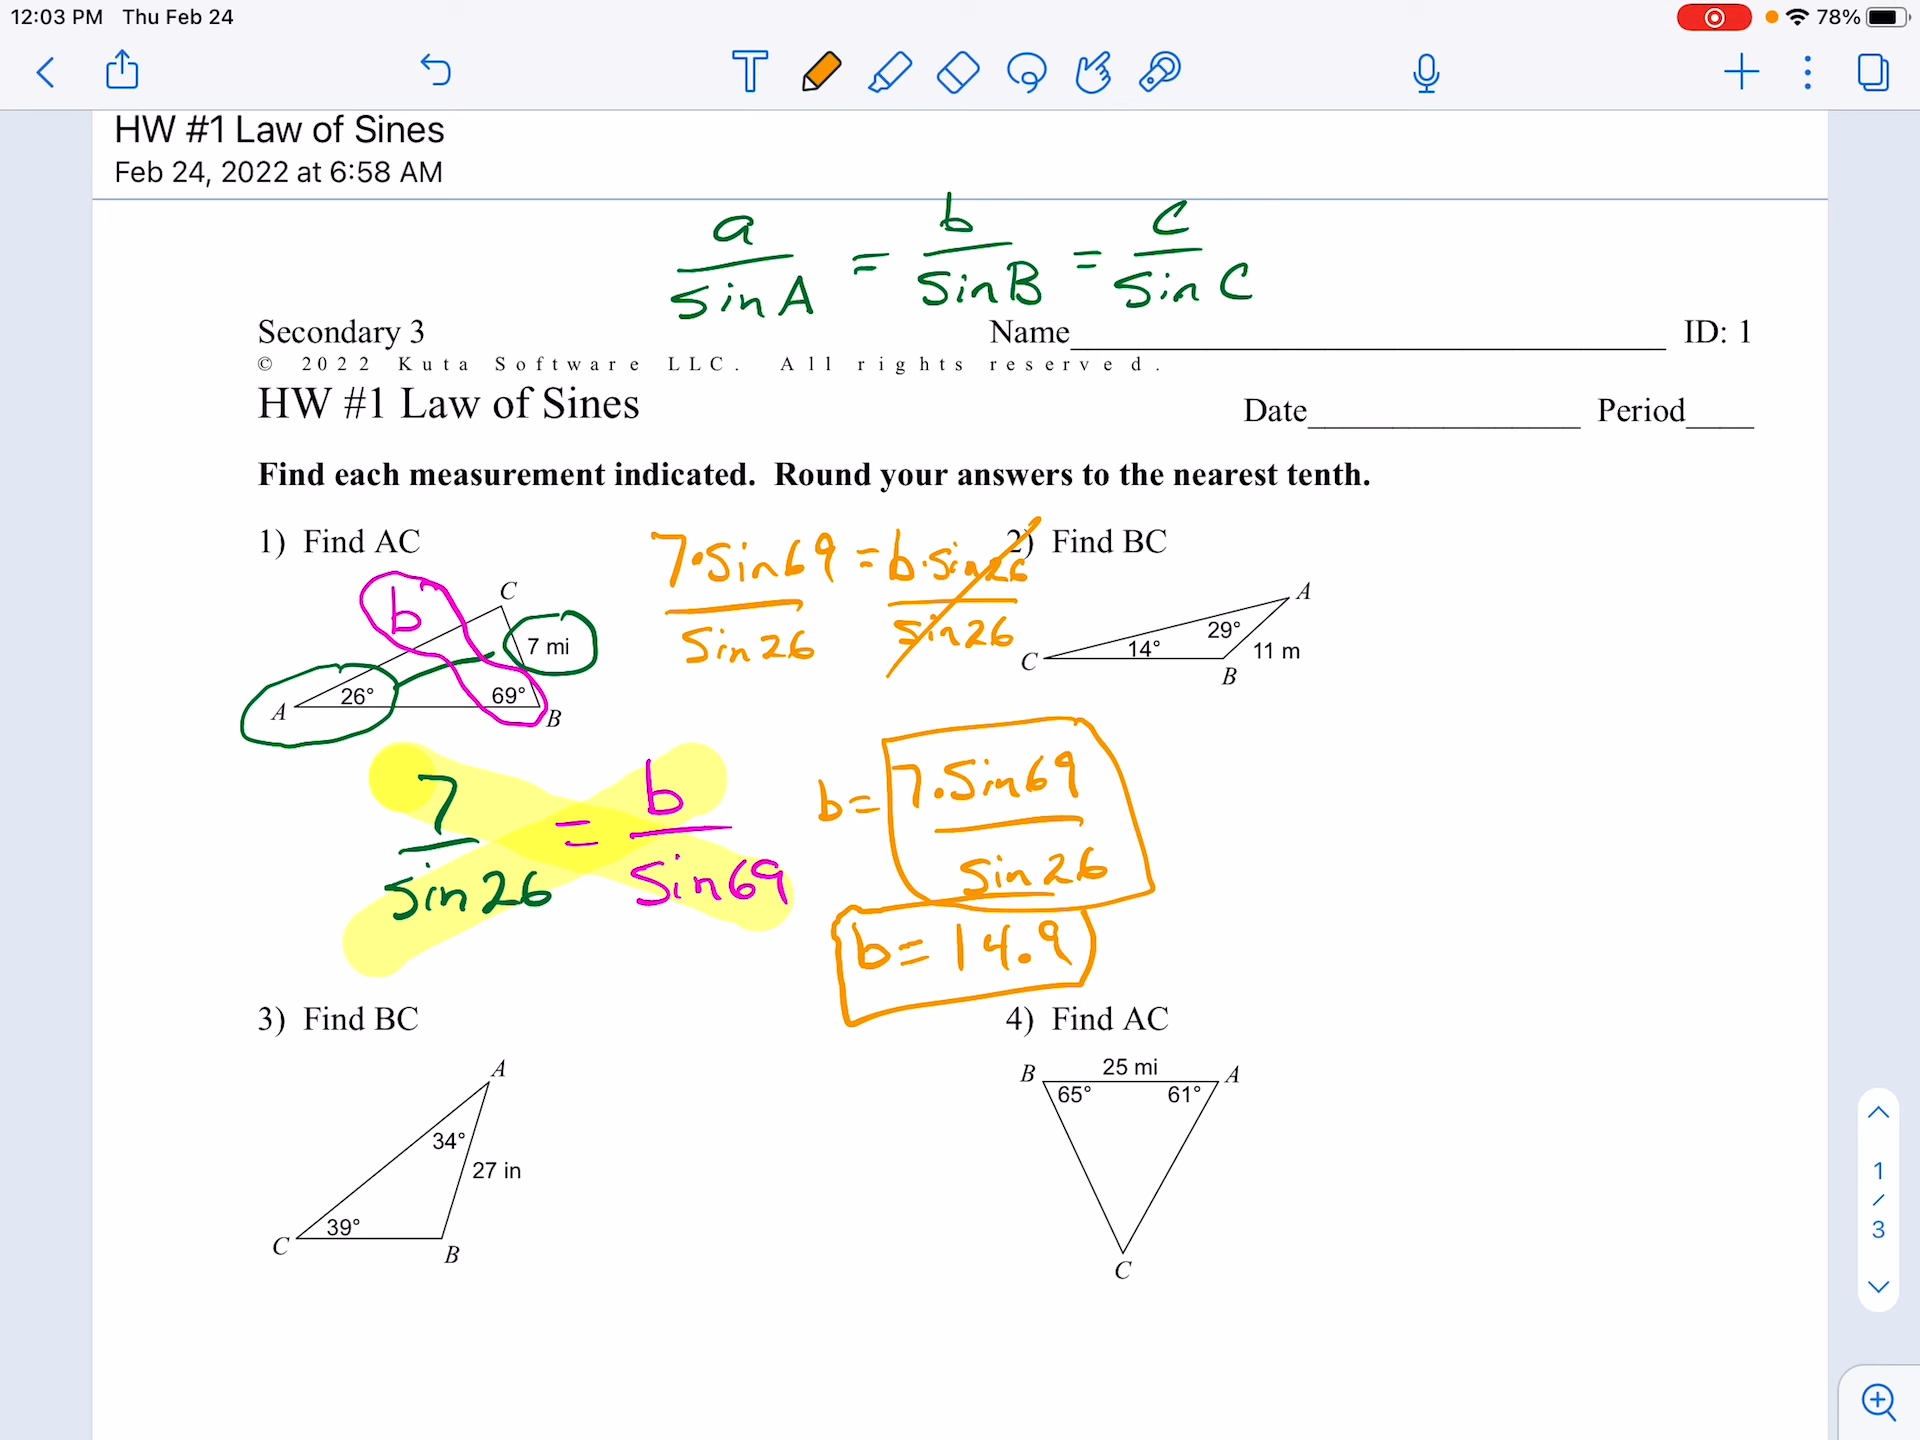 12:03 PM Thu Feb 24
78%
HW #1 Law of Sines
Feb 24, 2022 at 6:58 AM
a/sin A = b/sin B = c/sin C
Secondary 3 Name ID: 1
© 2022 Kuta Software LLC. All rights reserved.
HW #1 Law of Sines Date Period
Find each measurement indicated. Round your answers to the nearest tenth.
1) Find AC
b
C
7 mi
26°
69°
A
B
7·sin69/sin26 = b·sin26/sin26
7/sin26 = b/sin69
b = 7·sin69/sin26
b = 14.9
2) Find BC
A
29°
14°
11 m
C
B
3) Find BC
A
34°
27 in
39°
C
B
4) Find AC
25 mi
B
A
65°
61°
C
1
/
3